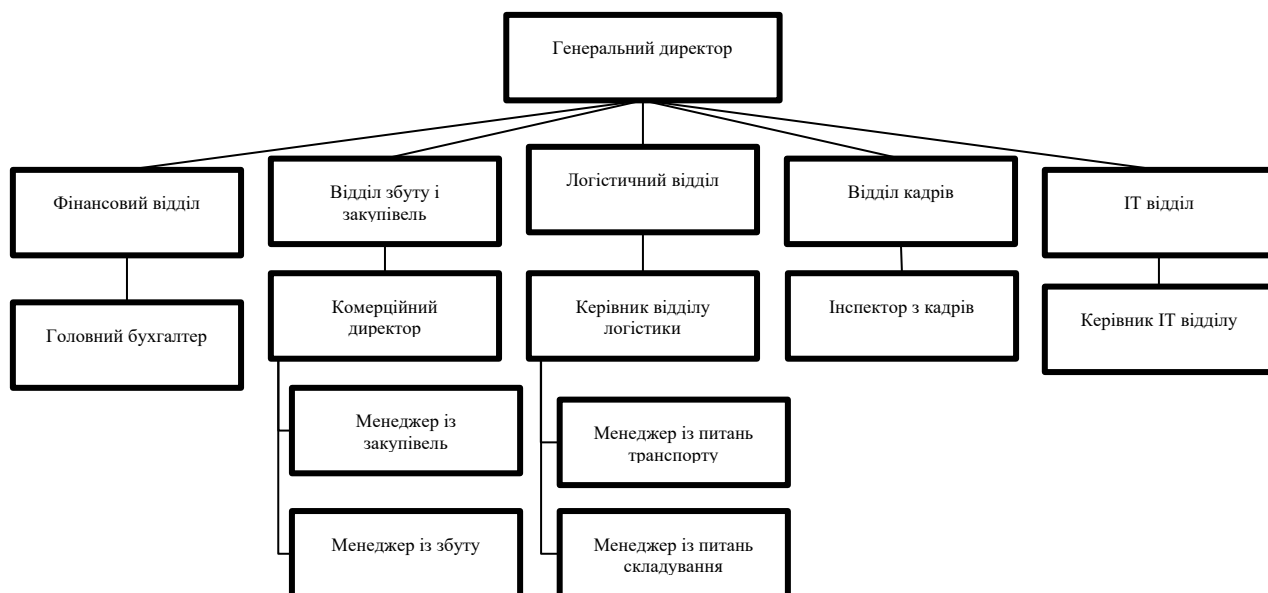 Генеральний директор
Фінансовий відділ
Відділ збуту і
закупівель
Логістичний відділ
Відділ кадрів
ІТ відділ
Головний бухгалтер
Комерційний
директор
Керівник відділу
логістики
Інспектор з кадрів
Керівник ІТ відділу
Менеджер із
закупівель
Менеджер із питань
транспорту
Менеджер із збуту
Менеджер із питань
складування